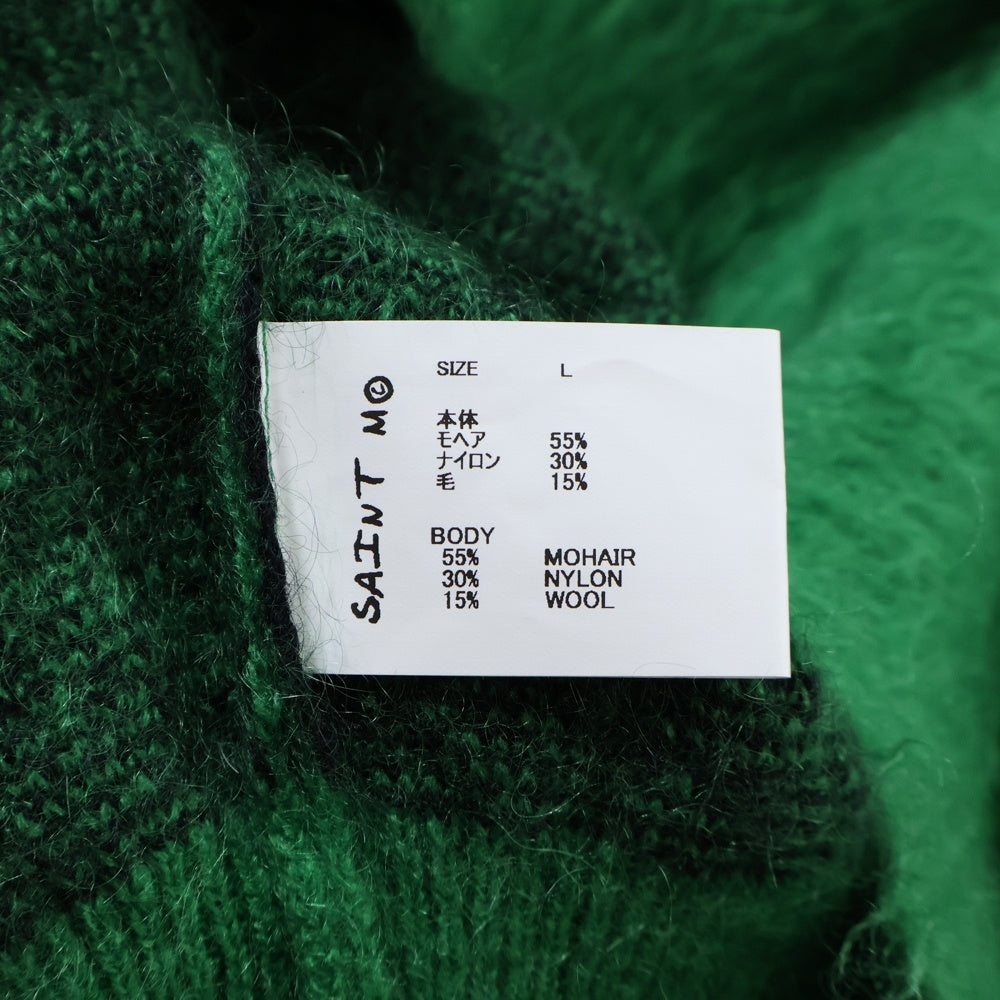 SAINT M©
SIZE L
本体
モヘア 55%
ナイロン 30%
毛 15%
BODY
55% MOHAIR
30% NYLON
15% WOOL